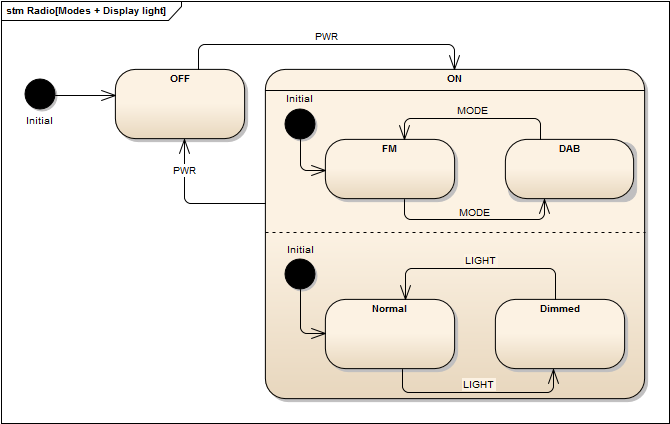 stm Radio[Modes + Display light]
PWR
OFF
ON
Initial
Initial
MODE
FM
DAB
PWR
MODE
Initial
LIGHT
Normal
Dimmed
LIGHT